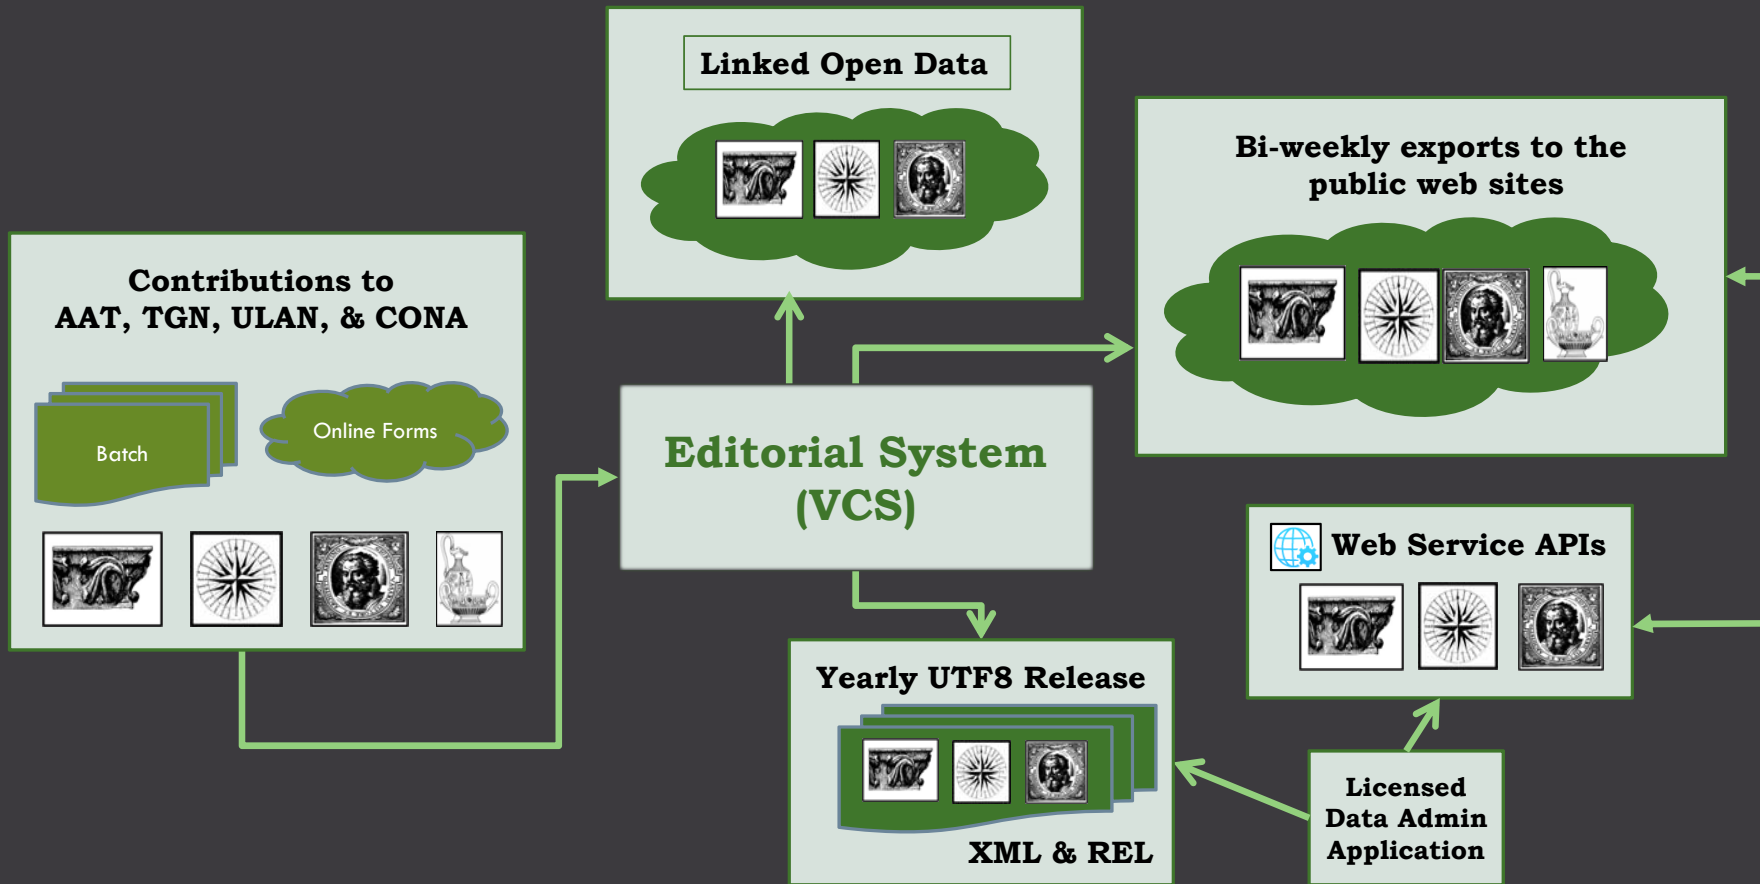 Linked Open Data
Bi-weekly exports to the
public web sites
Contributions to
AAT, TGN, ULAN, & CONA
Batch
Online Forms
Editorial System
(VCS)
Web Service APIs
Yearly UTF8 Release
XML & REL
Licensed
Data Admin
Application